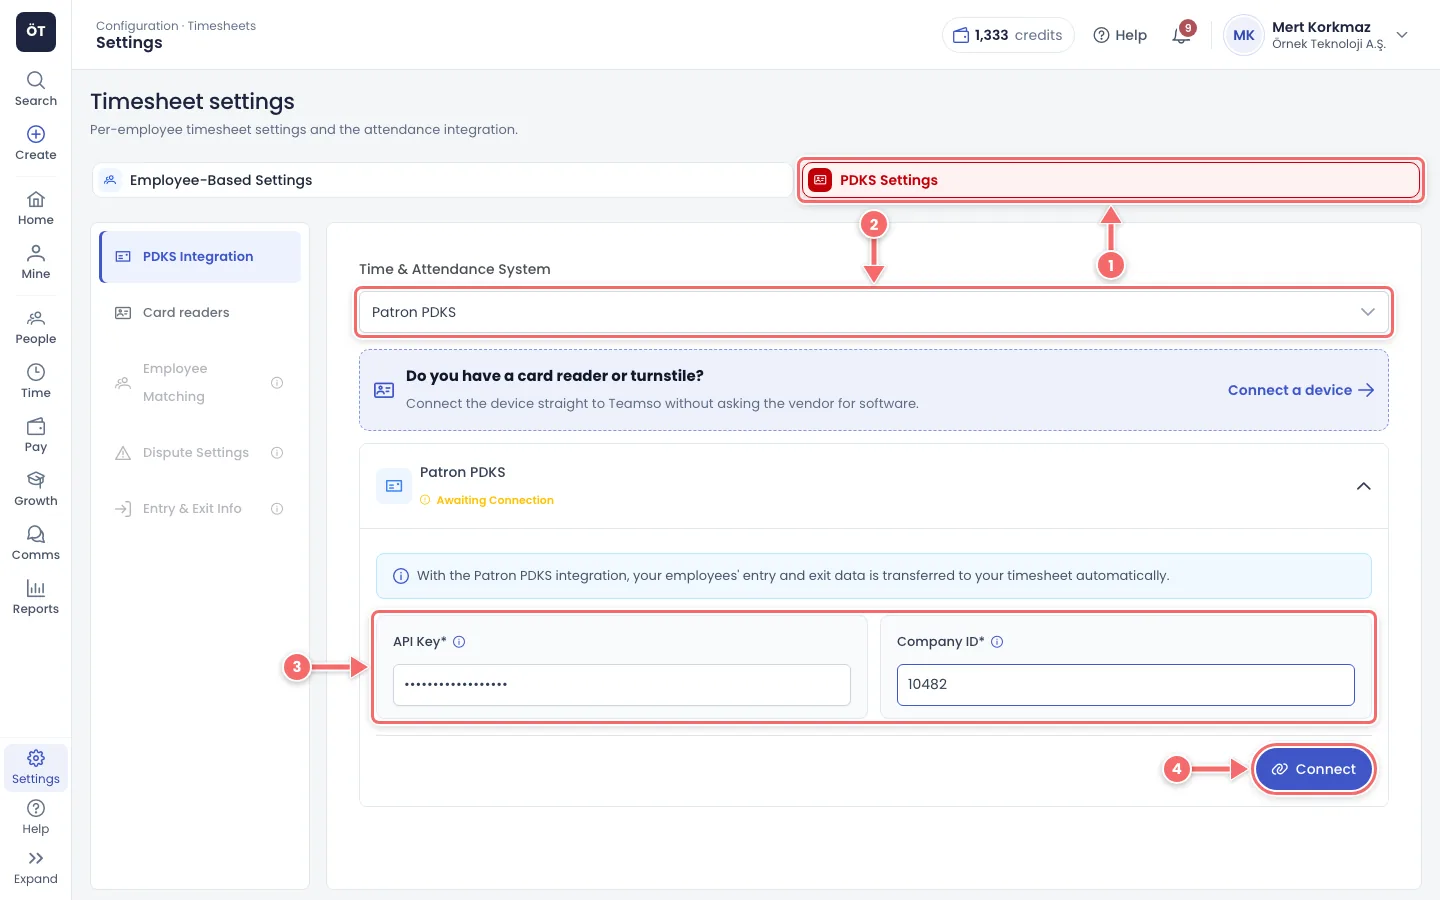 ÖT
Search
Create
Home
Mine
People
Time
Pay
Growth
Comms
Reports
Settings
Help
Expand
Configuration · Timesheets
Settings
1,333 credits
Help
9
MK
Mert Korkmaz
Örnek Teknoloji A.Ş.
Timesheet settings
Per-employee timesheet settings and the attendance integration.
Employee-Based Settings
PDKS Settings
1
2
PDKS Integration
Card readers
Employee
Matching
Dispute Settings
Entry & Exit Info
Time & Attendance System
Patron PDKS
Do you have a card reader or turnstile?
Connect the device straight to Teamso without asking the vendor for software.
Connect a device
Patron PDKS
Awaiting Connection
With the Patron PDKS integration, your employees' entry and exit data is transferred to your timesheet automatically.
3
API Key*
••••••••••••••••••
Company ID*
10482
4
Connect